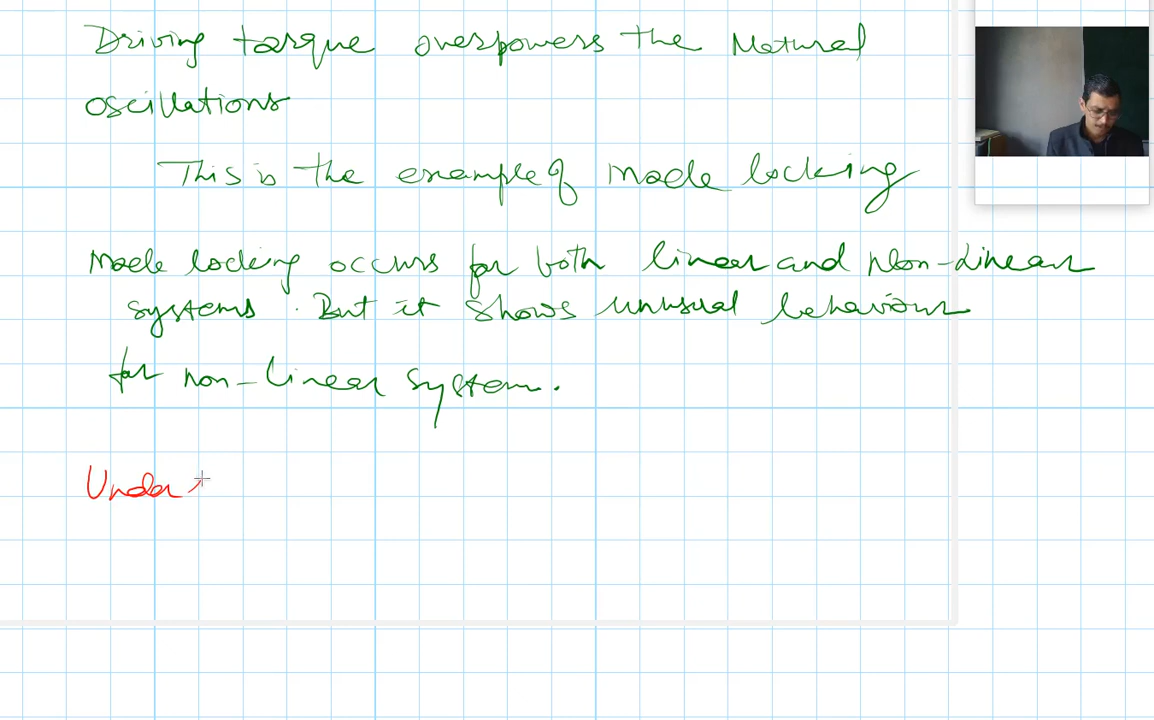 Driving torque overpowers the Natural
oscillations
This is the example of Mode locking
Mode locking occurs for both linear and Non-Linear
systems. But it shows unusual behaviour
for non-linear system.
Under